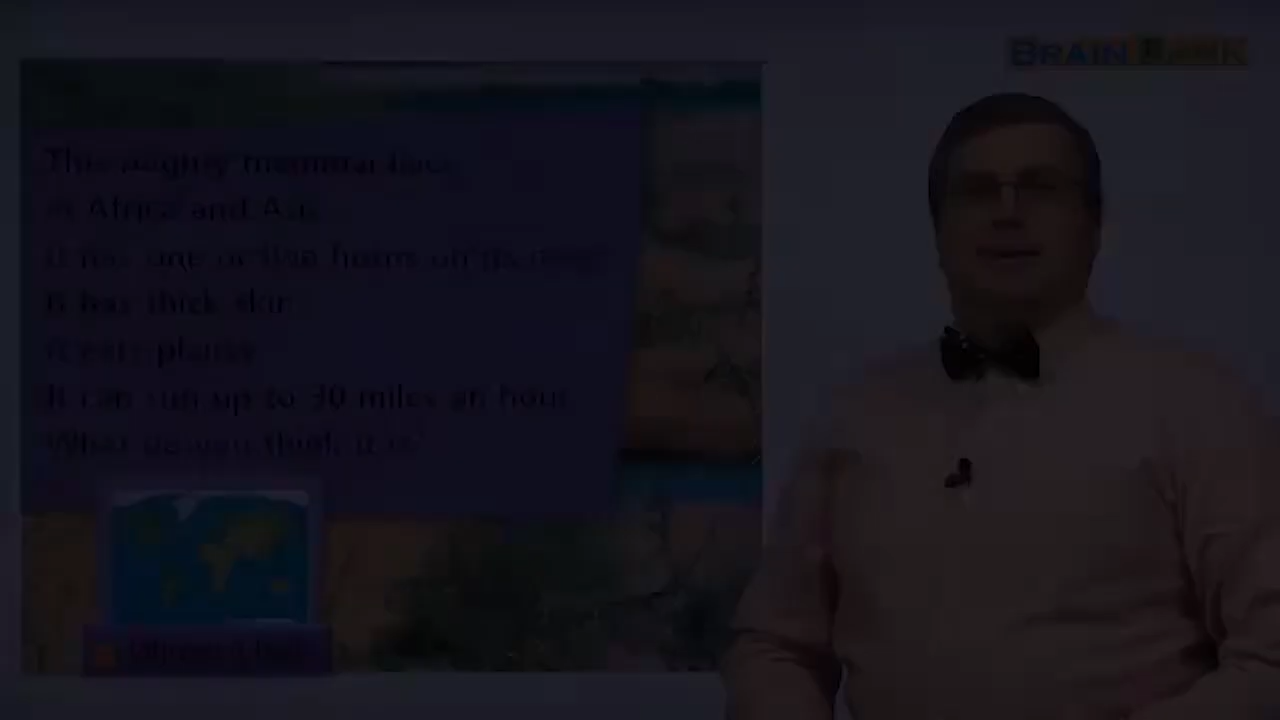 BRAIN BANK
This mighty mammal lives
in Africa and Asia.
It has one or two horns on its
It has thick skin.
It eats plants.
It can run up to 30 miles an hour.
What do you think it is?